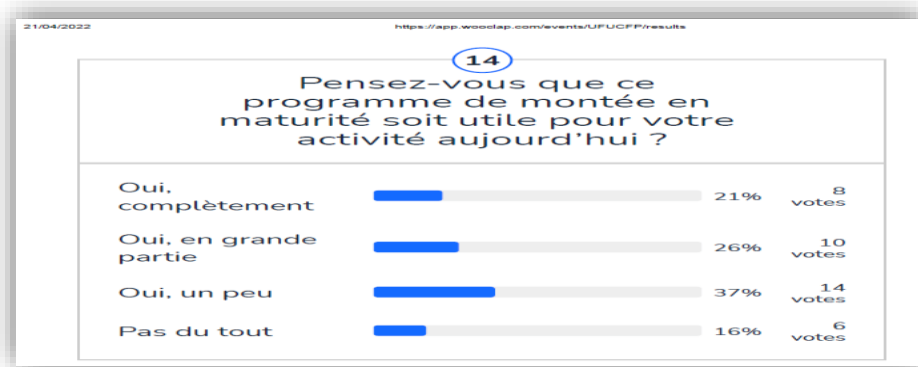 21/04/2022
https://app.wooclap.com/events/UFUCFP/results
14
Pensez-vous que ce
programme de montée en
maturité soit utile pour votre
activité aujourd'hui ?
Oui,
complètement
21%
8
votes
Oui, en grande
partie
26%
10
votes
Oui, un peu
37%
14
votes
Pas du tout
16%
6
votes